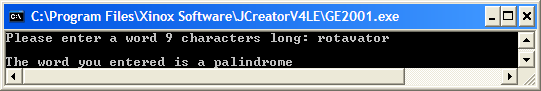 C:\Program Files\Xinox Software\JCreatorV4LE\GE2001.exe
Please enter a word 9 characters long: rotavator
The word you entered is a palindrome